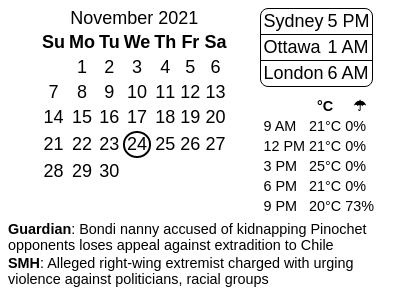 November 2021
Su Mo Tu We Th Fr Sa
1 2 3 4 5 6
7 8 9 10 11 12 13
14 15 16 17 18 19 20
21 22 23 24 25 26 27
28 29 30
Sydney 5 PM
Ottawa 1 AM
London 6 AM
°C ☂
9 AM 21°C 0%
12 PM 21°C 0%
3 PM 25°C 0%
6 PM 21°C 0%
9 PM 20°C 73%
Guardian: Bondi nanny accused of kidnapping Pinochet
opponents loses appeal against extradition to Chile
SMH: Alleged right-wing extremist charged with urging
violence against politicians, racial groups